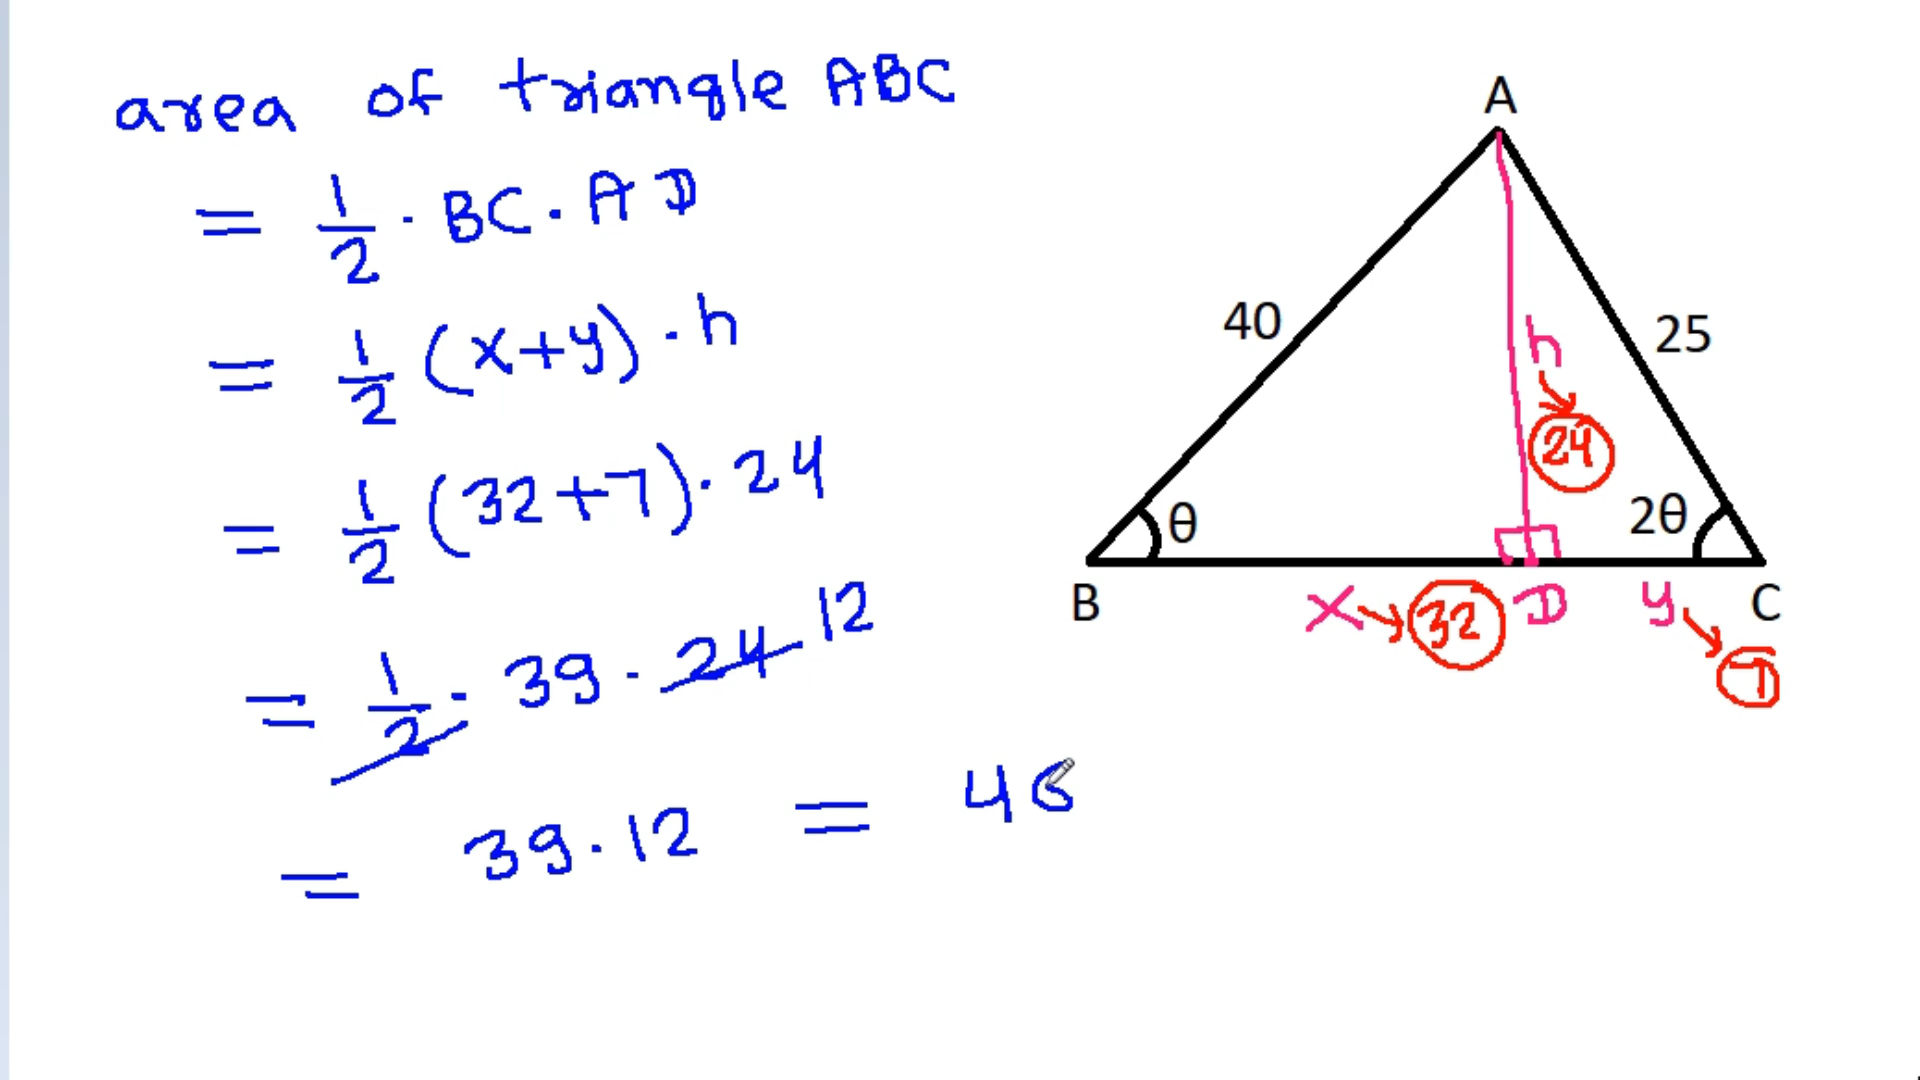 area of triangle ABC
= 1/2 · BC · AD
= 1/2 (x+y) · h
= 1/2 (32+7) · 24
= 1/2 · 39 · 24 12
= 39 · 12 = 46
A
40
25
h
24
θ
2θ
B
x → 32
D
y
C
7